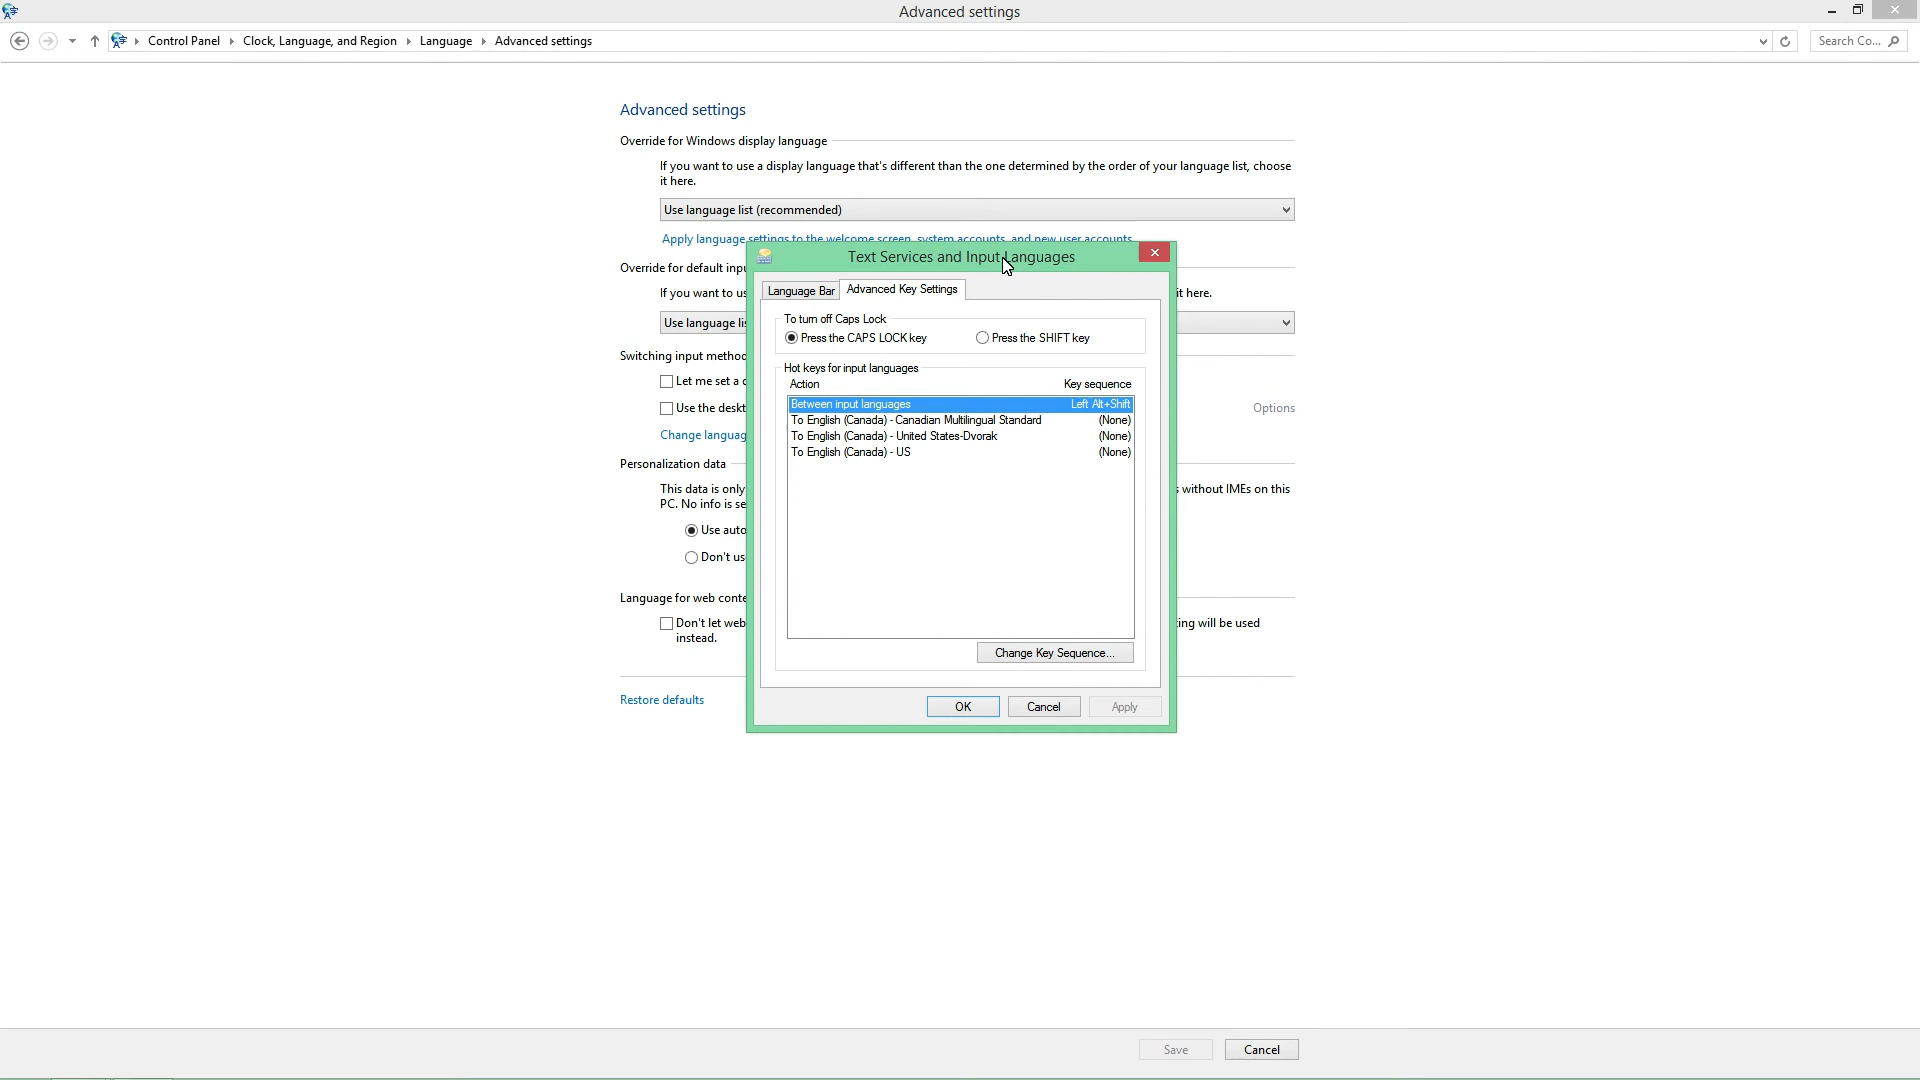 Advanced settings
Control Panel Clock, Language, and Region Language Advanced settings
Search Co...
Advanced settings
Override for Windows display language
If you want to use a display language that's different than the one determined by the order of your language list, choose
it here.
Use language list (recommended)
Apply language settings to the welcome screen, system accounts, and new user accounts
Text Services and Input Languages
Override for default inpu
Language Bar Advanced Key Settings
If you want to us
it here.
To turn off Caps Lock
Use language lis
Press the CAPS LOCK key Press the SHIFT key
Switching input method
Hot keys for input languages
Let me set a d
Action Key sequence
Between input languages Left Alt+Shift
Use the deskt
Options
To English (Canada) - Canadian Multilingual Standard (None)
Change languag
To English (Canada) - United States-Dvorak (None)
To English (Canada) - US (None)
Personalization data
This data is only
s without IMEs on this
PC. No info is se
Use auto
Don't us
Language for web conte
Don't let web
ting will be used
instead.
Change Key Sequence...
Restore defaults
OK Cancel Apply
Save Cancel